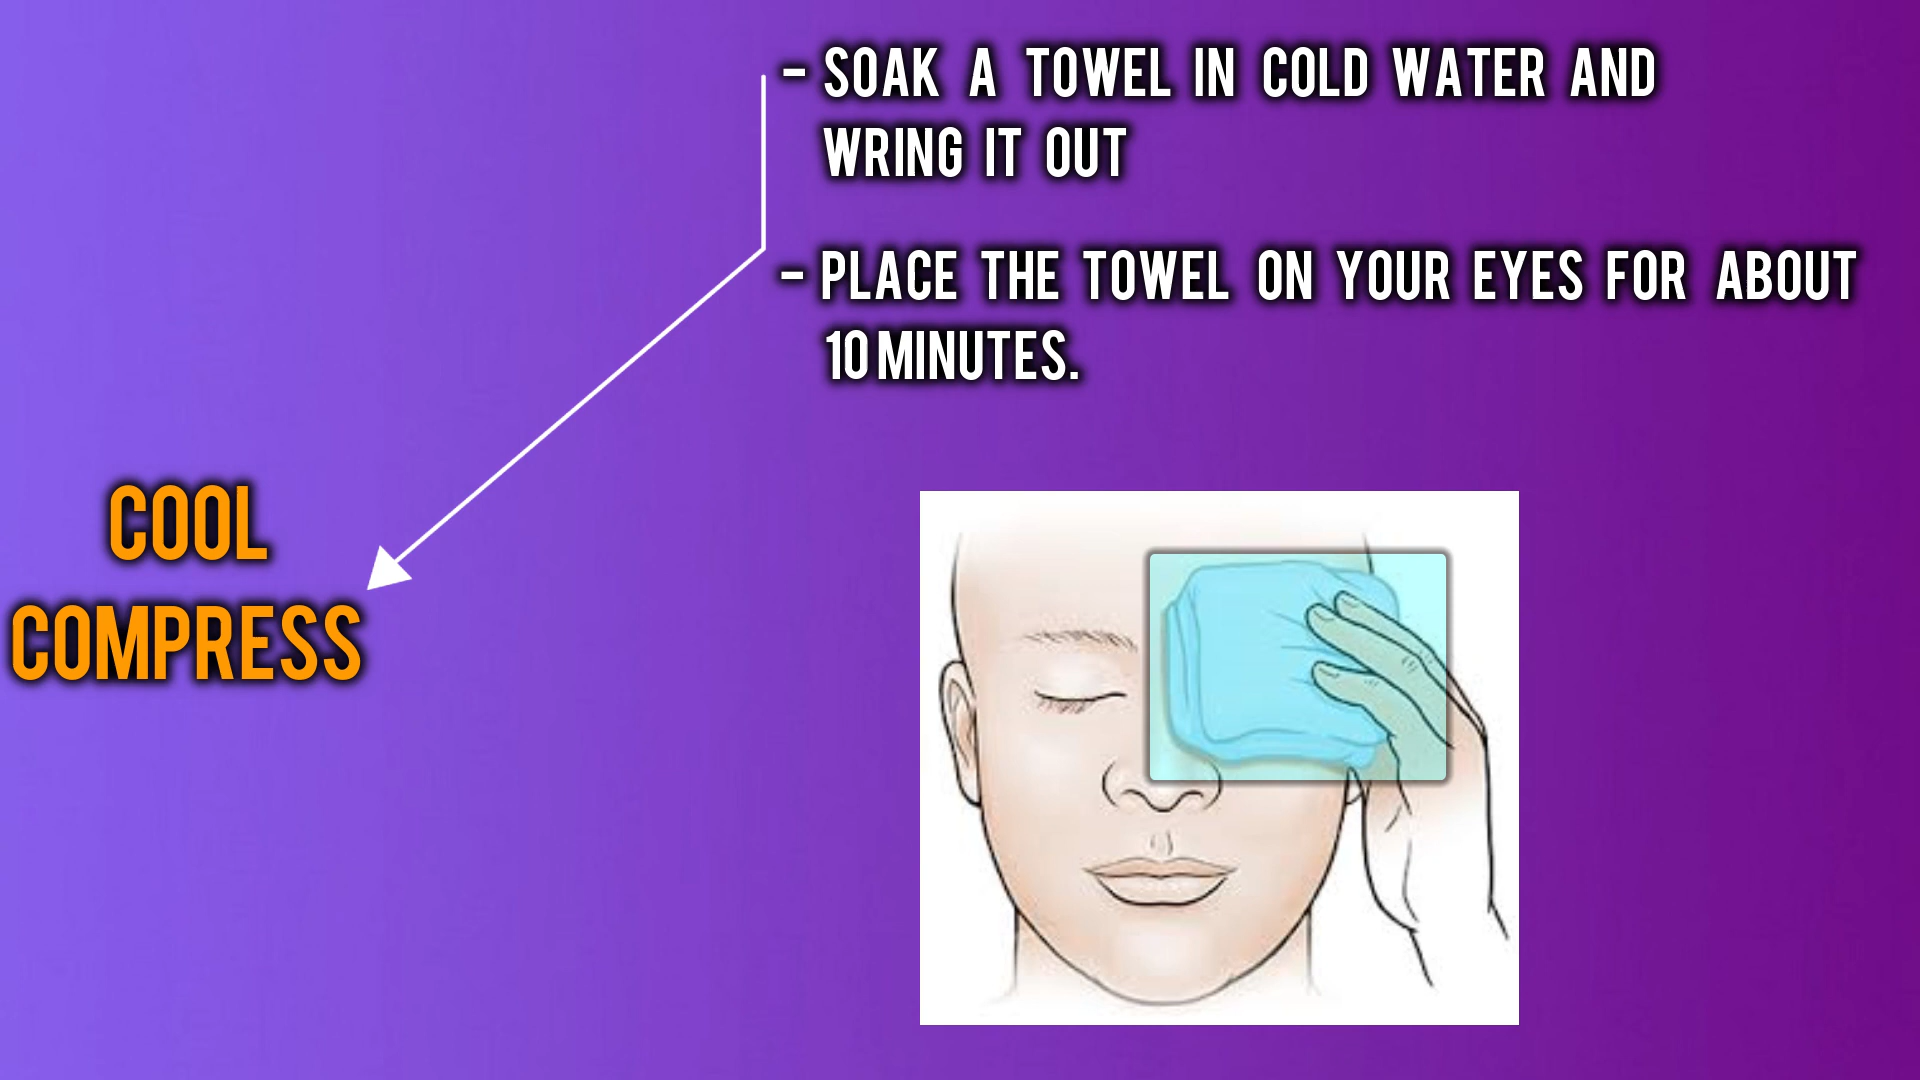 - SOAK A TOWEL IN COLD WATER AND
WRING IT OUT
- PLACE THE TOWEL ON YOUR EYES FOR ABOUT
10 MINUTES.
COOL
COMPRESS